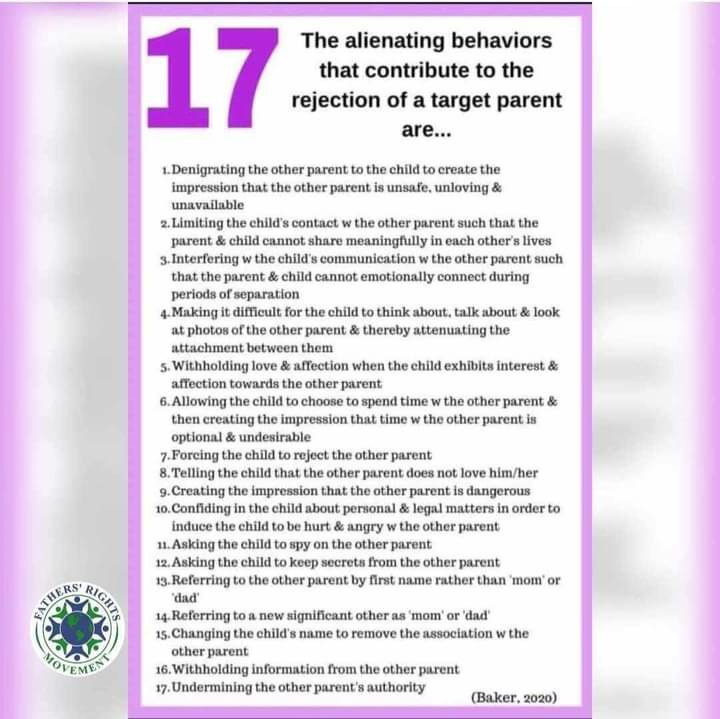 17
The alienating behaviors
that contribute to the
rejection of a target parent
are...
1. Denigrating the other parent to the child to create the
impression that the other parent is unsafe, unloving &
unavailable
2. Limiting the child's contact w the other parent such that the
parent & child cannot share meaningfully in each other's lives
3. Interfering w the child's communication w the other parent such
that the parent & child cannot emotionally connect during
periods of separation
4. Making it difficult for the child to think about, talk about & look
at photos of the other parent & thereby attenuating the
attachment between them
5. Withholding love & affection when the child exhibits interest &
affection towards the other parent
6. Allowing the child to choose to spend time w the other parent &
then creating the impression that time w the other parent is
optional & undesirable
7. Forcing the child to reject the other parent
8. Telling the child that the other parent does not love him/her
9. Creating the impression that the other parent is dangerous
10. Confiding in the child about personal & legal matters in order to
induce the child to be hurt & angry w the other parent
11. Asking the child to spy on the other parent
12. Asking the child to keep secrets from the other parent
13. Referring to the other parent by first name rather than 'mom' or
'dad'
14. Referring to a new significant other as 'mom' or 'dad'
15. Changing the child's name to remove the association w the
other parent
16. Withholding information from the other parent
17. Undermining the other parent's authority
(Baker, 2020)
FATHERS' RIGHTS
MOVEMENT